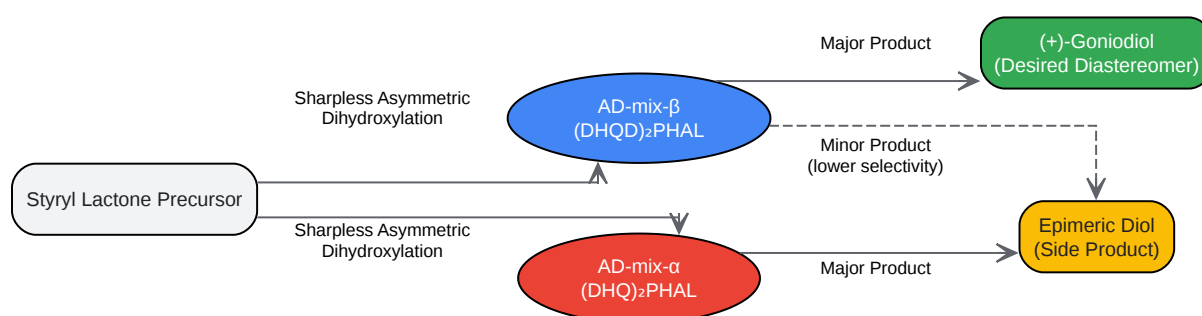 Major Product
(+)-Goniodiol
(Desired Diastereomer)
Sharpless Asymmetric
Dihydroxylation
AD-mix-β
(DHQD)₂PHAL
Minor Product
(lower selectivity)
Styryl Lactone Precursor
Sharpless Asymmetric
Dihydroxylation
Epimeric Diol
(Side Product)
AD-mix-α
(DHQ)₂PHAL
Major Product